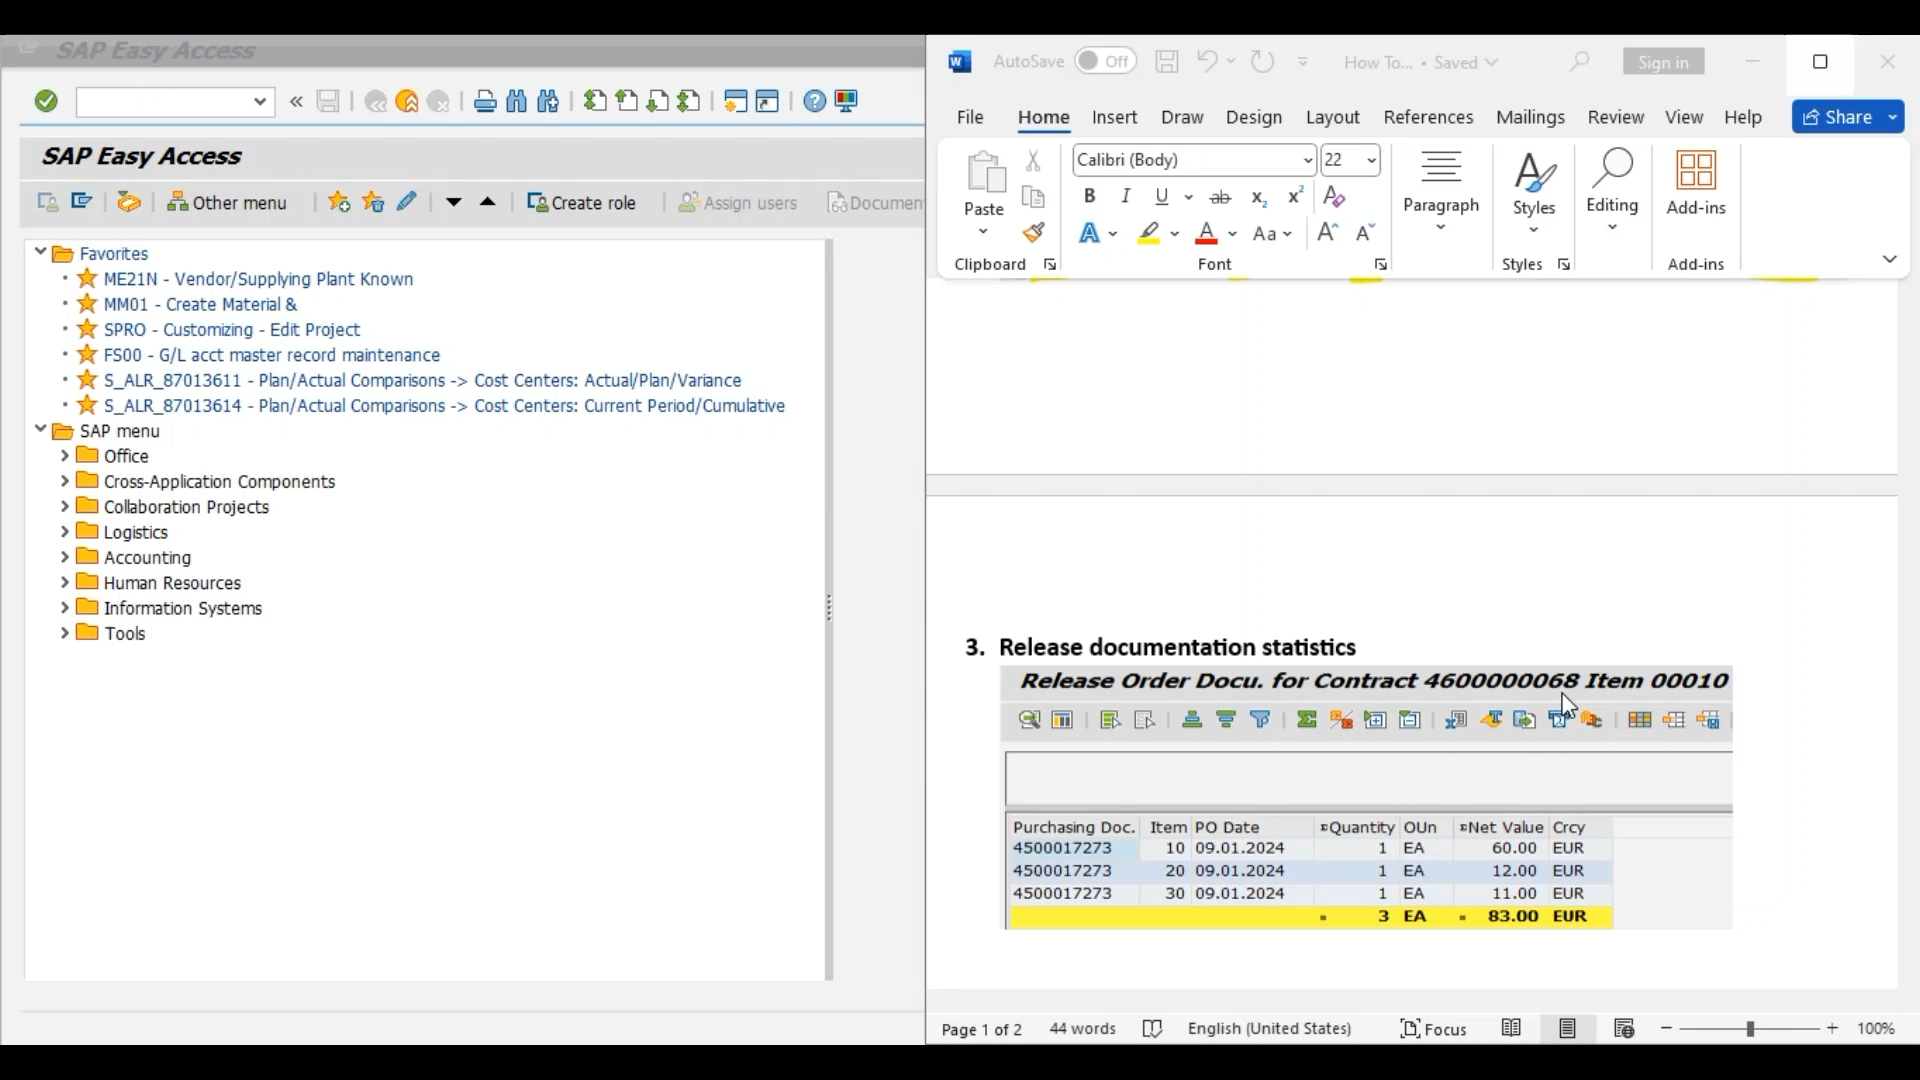 SAP Easy Access
SAP Easy Access
Other menu
Create role
Assign users
Documen
Favorites
ME21N - Vendor/Supplying Plant Known
MM01 - Create Material &
SPRO - Customizing - Edit Project
FS00 - G/L acct master record maintenance
S_ALR_87013611 - Plan/Actual Comparisons -> Cost Centers: Actual/Plan/Variance
S_ALR_87013614 - Plan/Actual Comparisons -> Cost Centers: Current Period/Cumulative
SAP menu
Office
Cross-Application Components
Collaboration Projects
Logistics
Accounting
Human Resources
Information Systems
Tools
AutoSave Off How To... • Saved Sign in
File Home Insert Draw Design Layout References Mailings Review View Help Share
Calibri (Body) 22
Paste
Paragraph
Styles
Editing
Add-ins
Clipboard Font Styles Add-ins
3. Release documentation statistics
Release Order Docu. for Contract 4600000068 Item 00010
Purchasing Doc. Item PO Date Quantity OUn Net Value Crcy
4500017273 10 09.01.2024 1 EA 60.00 EUR
4500017273 20 09.01.2024 1 EA 12.00 EUR
4500017273 30 09.01.2024 1 EA 11.00 EUR
3 EA 83.00 EUR
Page 1 of 2 44 words English (United States) Focus 100%